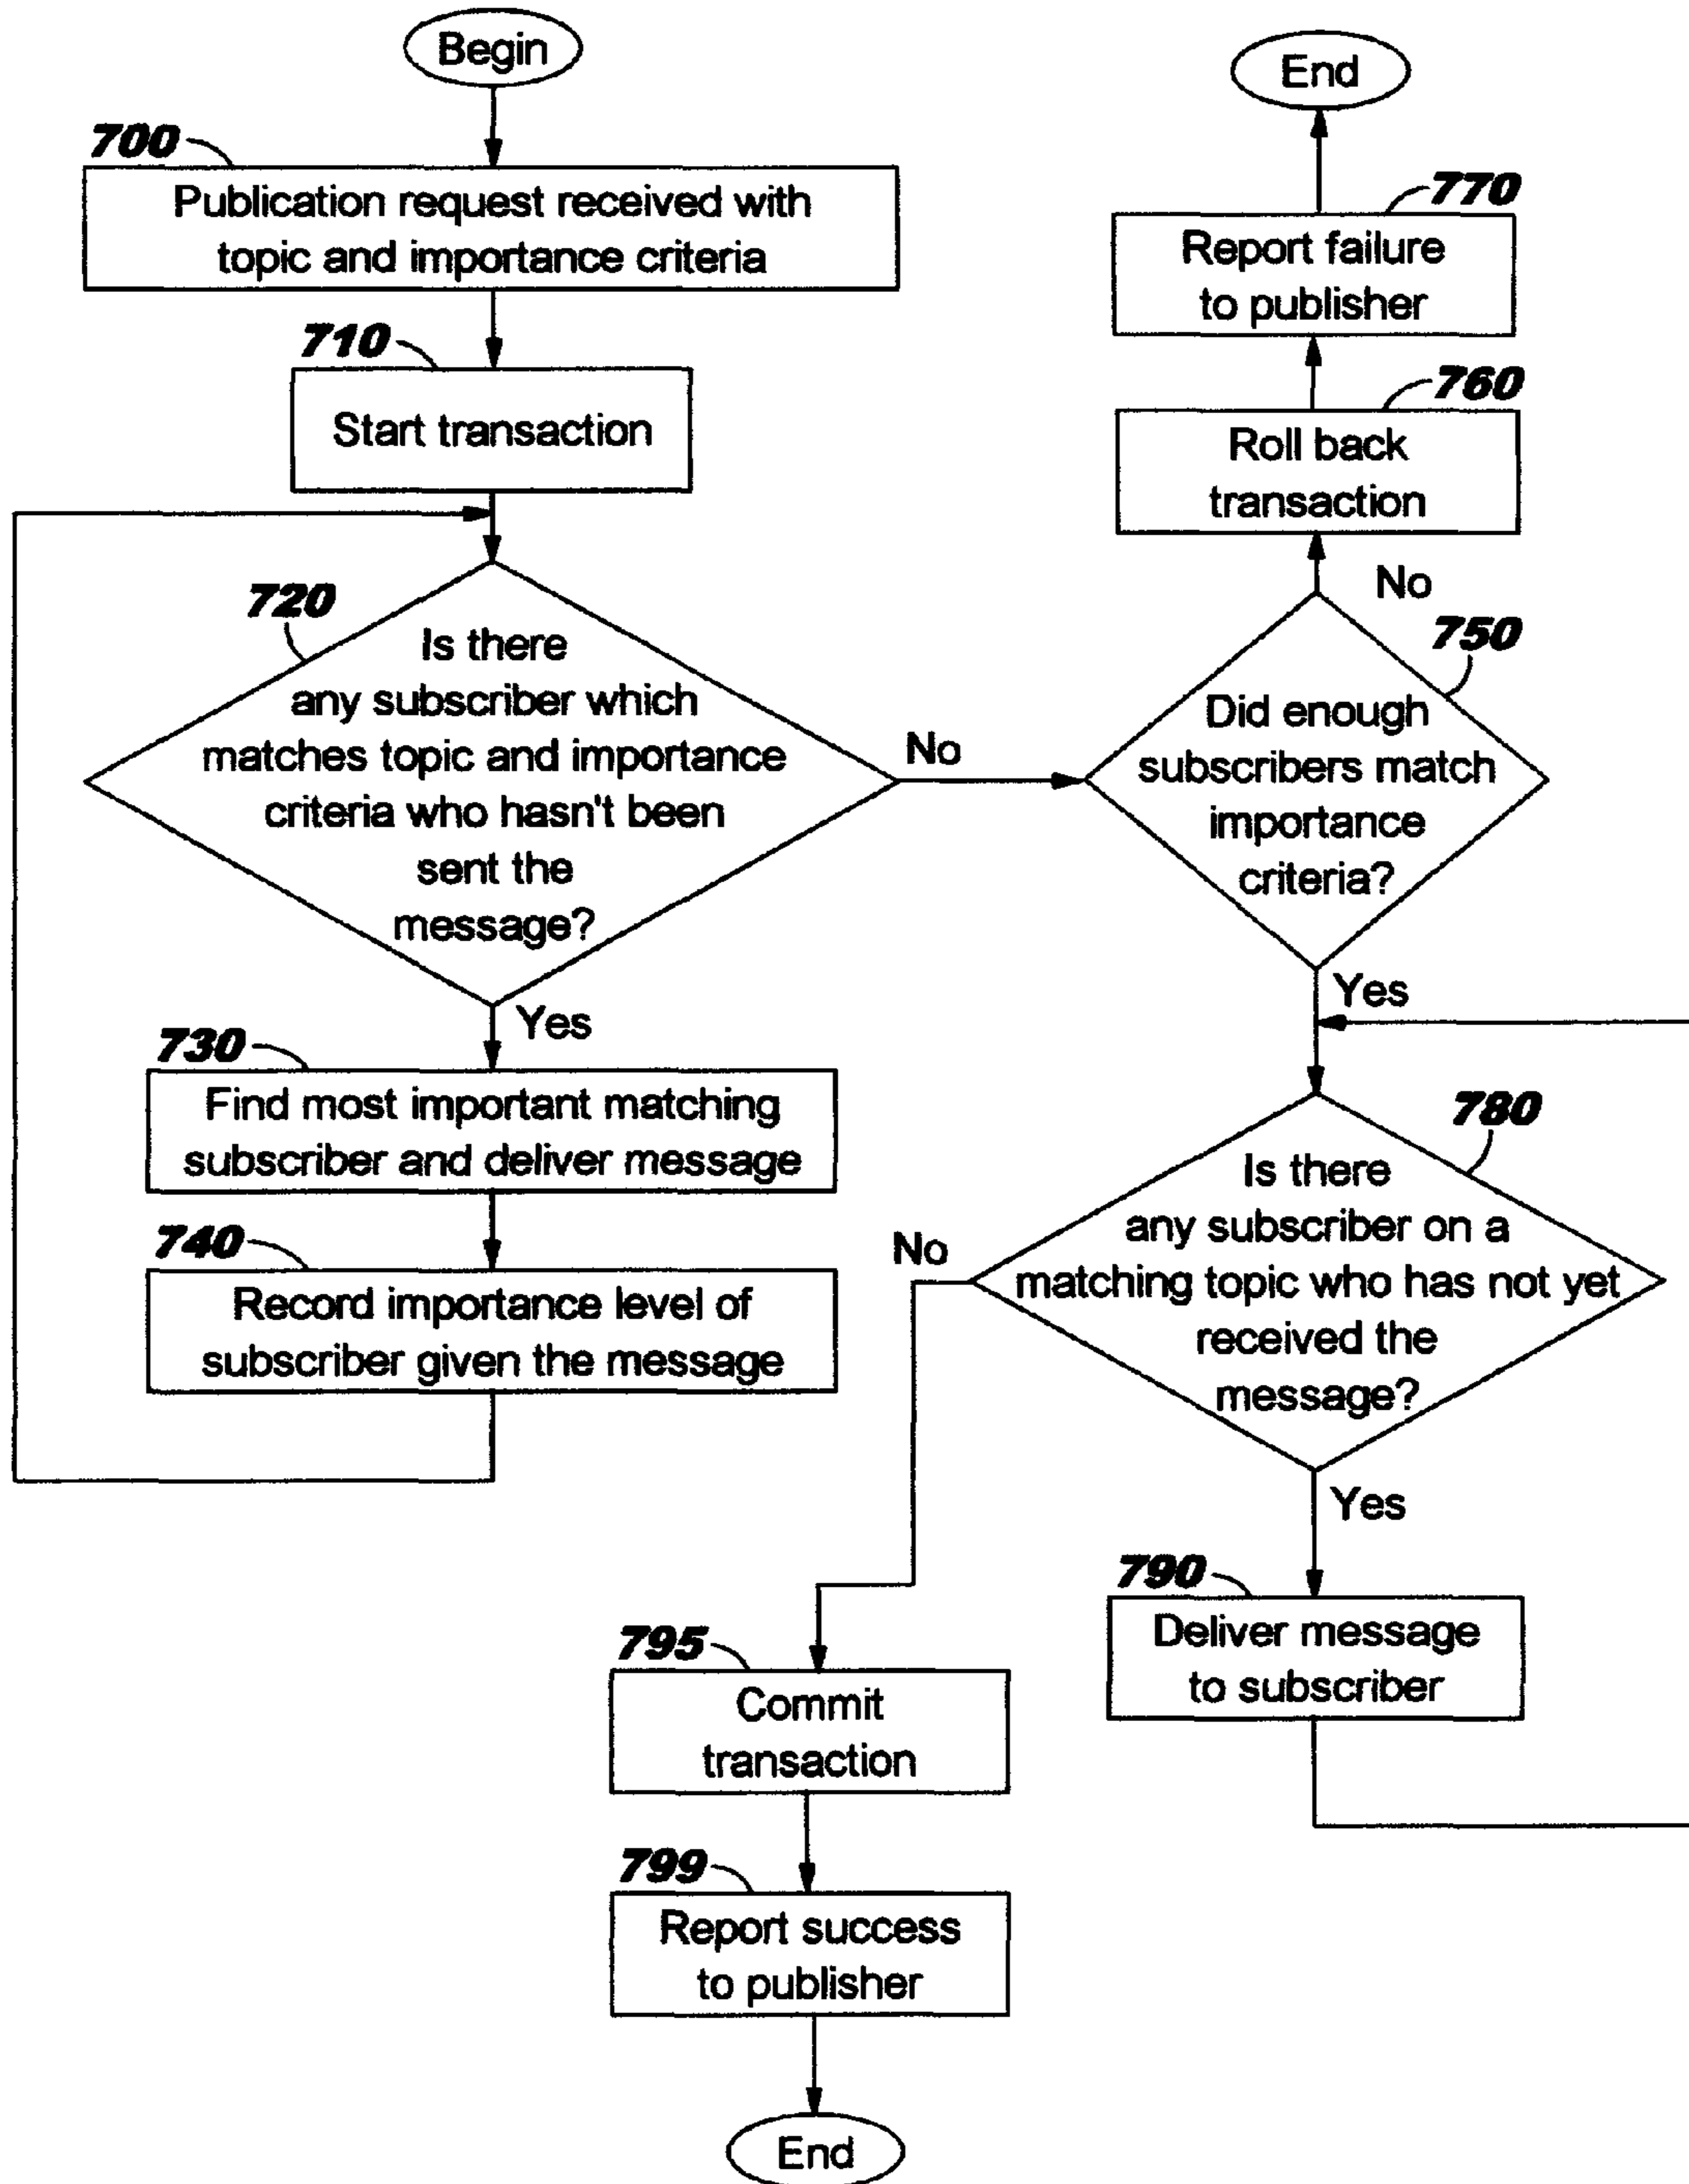 Begin
700
Publication request received with
topic and importance criteria
710
Start transaction
720
Is there
any subscriber which
matches topic and importance
criteria who hasn't been
sent the
message?
No
Yes
730
Find most important matching
subscriber and deliver message
740
Record importance level of
subscriber given the message
End
770
Report failure
to publisher
760
Roll back
transaction
No
750
Did enough
subscribers match
importance
criteria?
Yes
780
Is there
any subscriber on a
matching topic who has not yet
received the
message?
No
Yes
790
Deliver message
to subscriber
795
Commit
transaction
799
Report success
to publisher
End